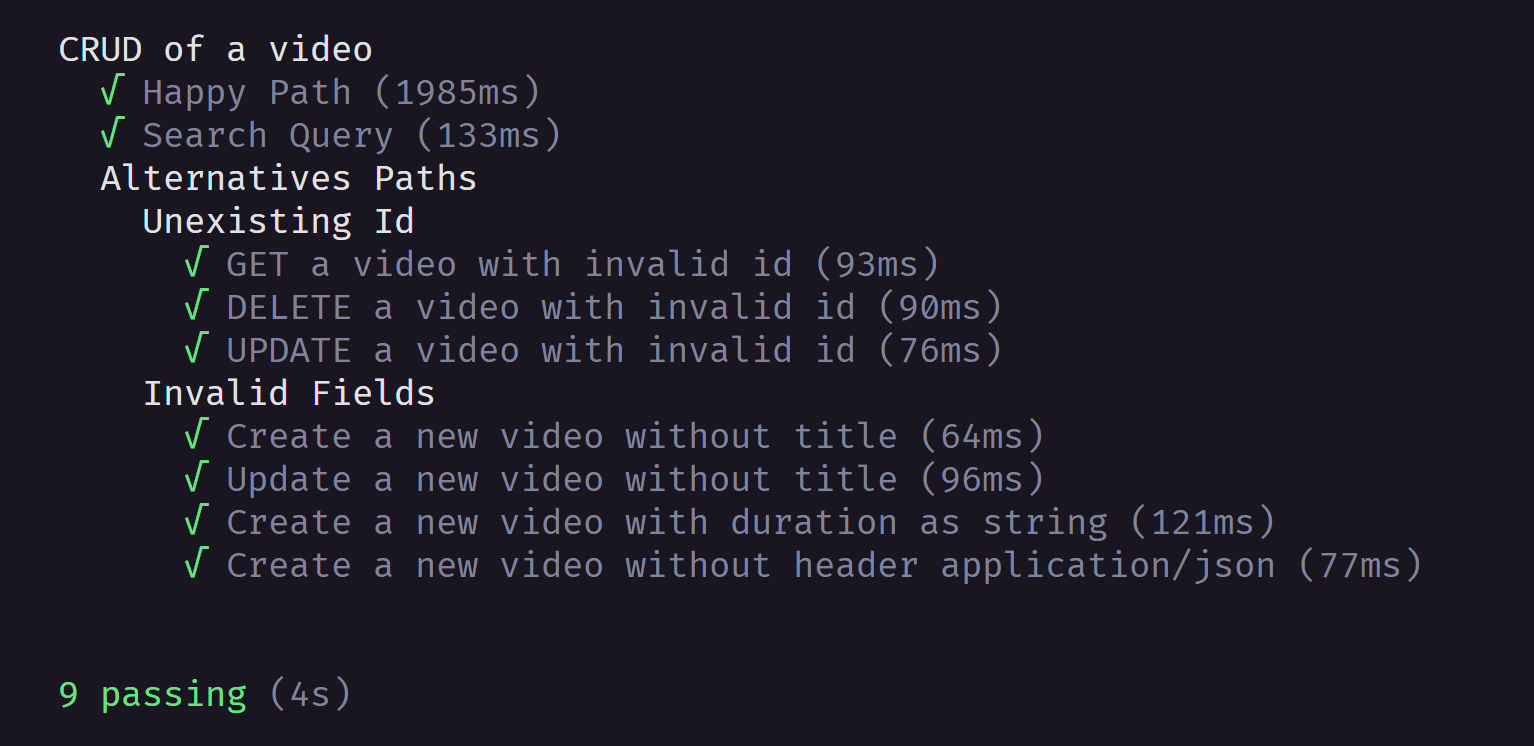 CRUD of a video
√ Happy Path (1985ms)
√ Search Query (133ms)
Alternatives Paths
Unexisting Id
√ GET a video with invalid id (93ms)
√ DELETE a video with invalid id (90ms)
√ UPDATE a video with invalid id (76ms)
Invalid Fields
√ Create a new video without title (64ms)
√ Update a new video without title (96ms)
√ Create a new video with duration as string (121ms)
√ Create a new video without header application/json (77ms)
9 passing (4s)